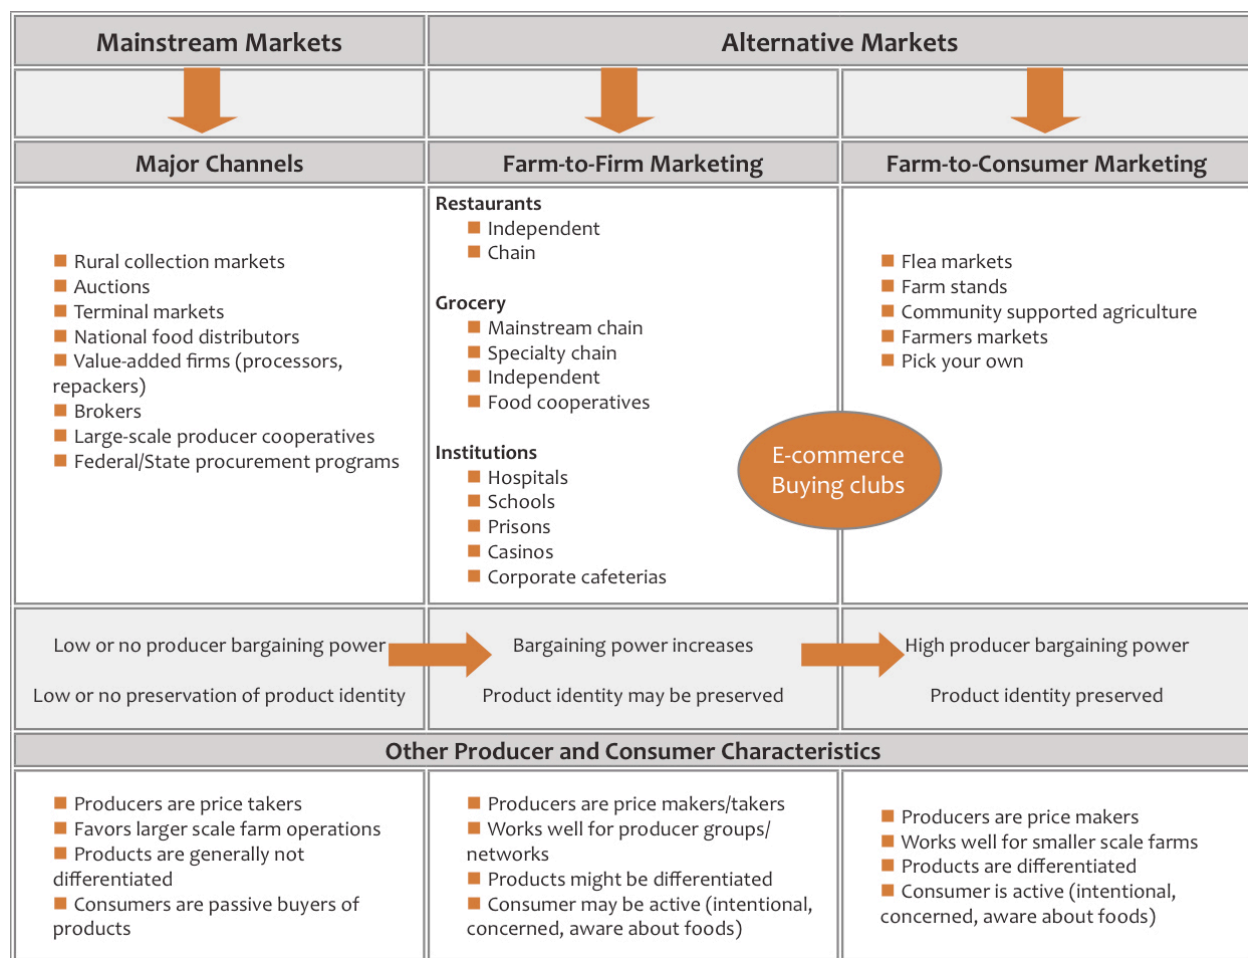 Mainstream Markets
Alternative Markets
Major Channels
Farm-to-Firm Marketing
Farm-to-Consumer Marketing
Rural collection markets
Auctions
Terminal markets
National food distributors
Value-added firms (processors,
repackers)
Brokers
Large-scale producer cooperatives
Federal/State procurement programs
Restaurants
Independent
Chain
Grocery
Mainstream chain
Specialty chain
Independent
Food cooperatives
Institutions
Hospitals
Schools
Prisons
Casinos
Corporate cafeterias
Flea markets
Farm stands
Community supported agriculture
Farmers markets
Pick your own
E-commerce
Buying clubs
Low or no producer bargaining power
Low or no preservation of product identity
Bargaining power increases
Product identity may be preserved
High producer bargaining power
Product identity preserved
Other Producer and Consumer Characteristics
Producers are price takers
Favors larger scale farm operations
Products are generally not
differentiated
Consumers are passive buyers of
products
Producers are price makers/takers
Works well for producer groups/
networks
Products might be differentiated
Consumer may be active (intentional,
concerned, aware about foods)
Producers are price makers
Works well for smaller scale farms
Products are differentiated
Consumer is active (intentional,
concerned, aware about foods)